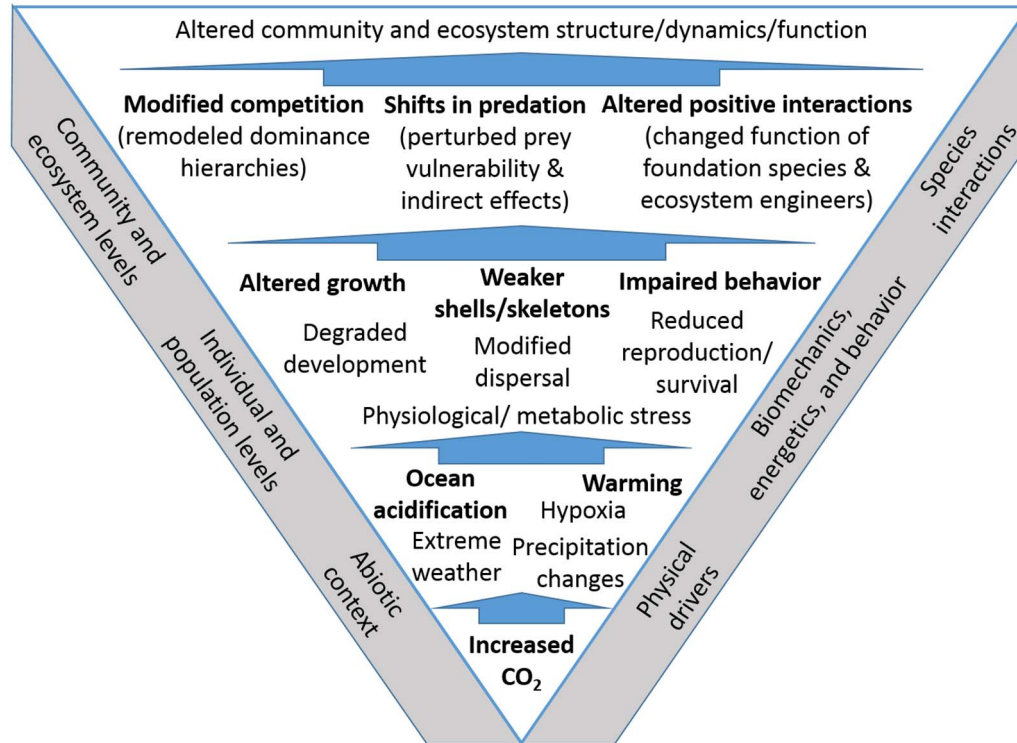 Altered community and ecosystem structure/dynamics/function
Modified competition
(remodeled dominance
hierarchies)
Shifts in predation
(perturbed prey
vulnerability &
indirect effects)
Altered positive interactions
(changed function of
foundation species &
ecosystem engineers)
Community and
ecosystem levels
Species
interactions
Altered growth
Degraded
development
Weaker
shells/skeletons
Modified
dispersal
Impaired behavior
Reduced
reproduction/
survival
Physiological/ metabolic stress
Individual and
population levels
Biomechanics,
energetics, and behavior
Ocean
acidification
Extreme
weather
Warming
Hypoxia
Precipitation
changes
Abiotic
context
Physical
drivers
Increased
CO₂